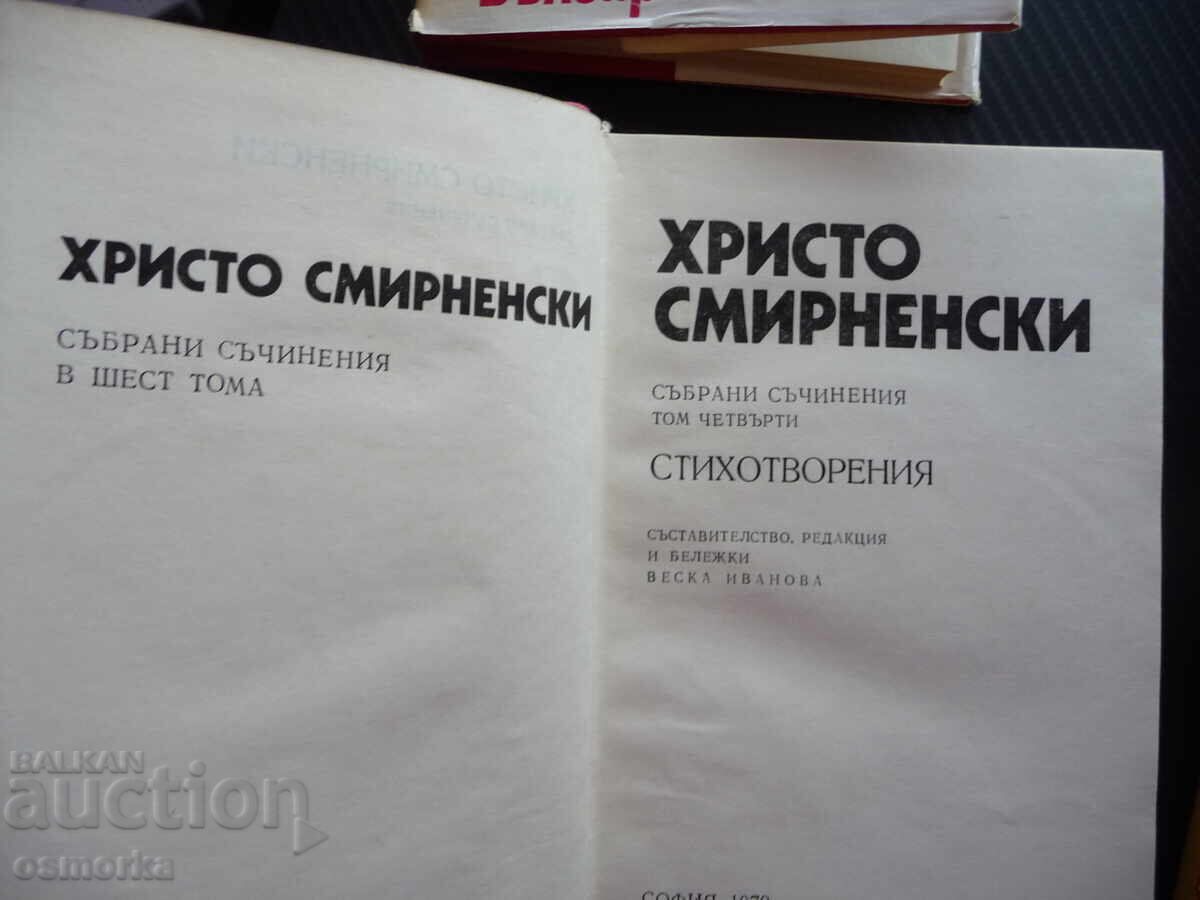 ХРИСТО СМИРНЕНСКИ
СЪБРАНИ СЪЧИНЕНИЯ
В ШЕСТ ТОМА
ХРИСТО
СМИРНЕНСКИ
СЪБРАНИ СЪЧИНЕНИЯ
ТОМ ЧЕТВЪРТИ
СТИХОТВОРЕНИЯ
СЪСТАВИТЕЛСТВО, РЕДАКЦИЯ
И БЕЛЕЖКИ
ВЕСКА ИВАНОВА
СОФИЯ
BALKAN
auction
osmorka